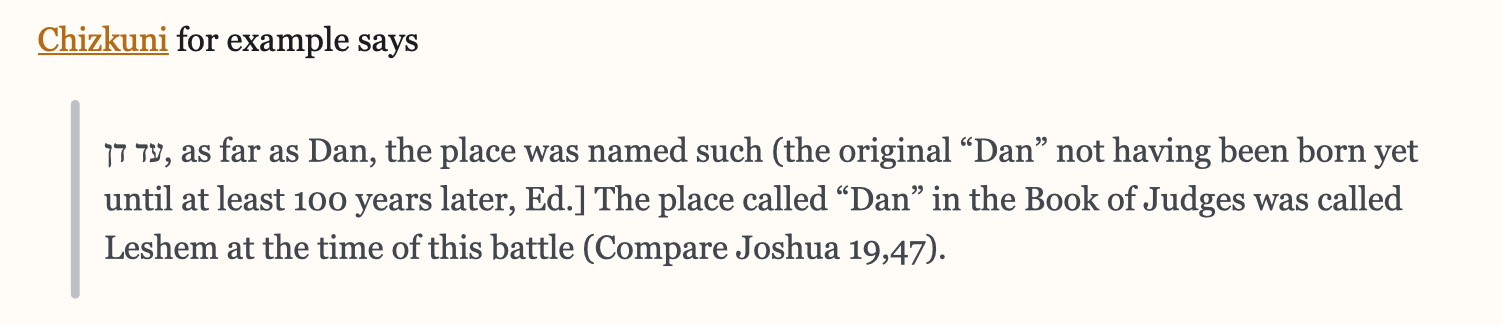 Chizkuni for example says
עד דן, as far as Dan, the place was named such (the original “Dan” not having been born yet
until at least 100 years later, Ed.] The place called “Dan” in the Book of Judges was called
Leshem at the time of this battle (Compare Joshua 19,47).